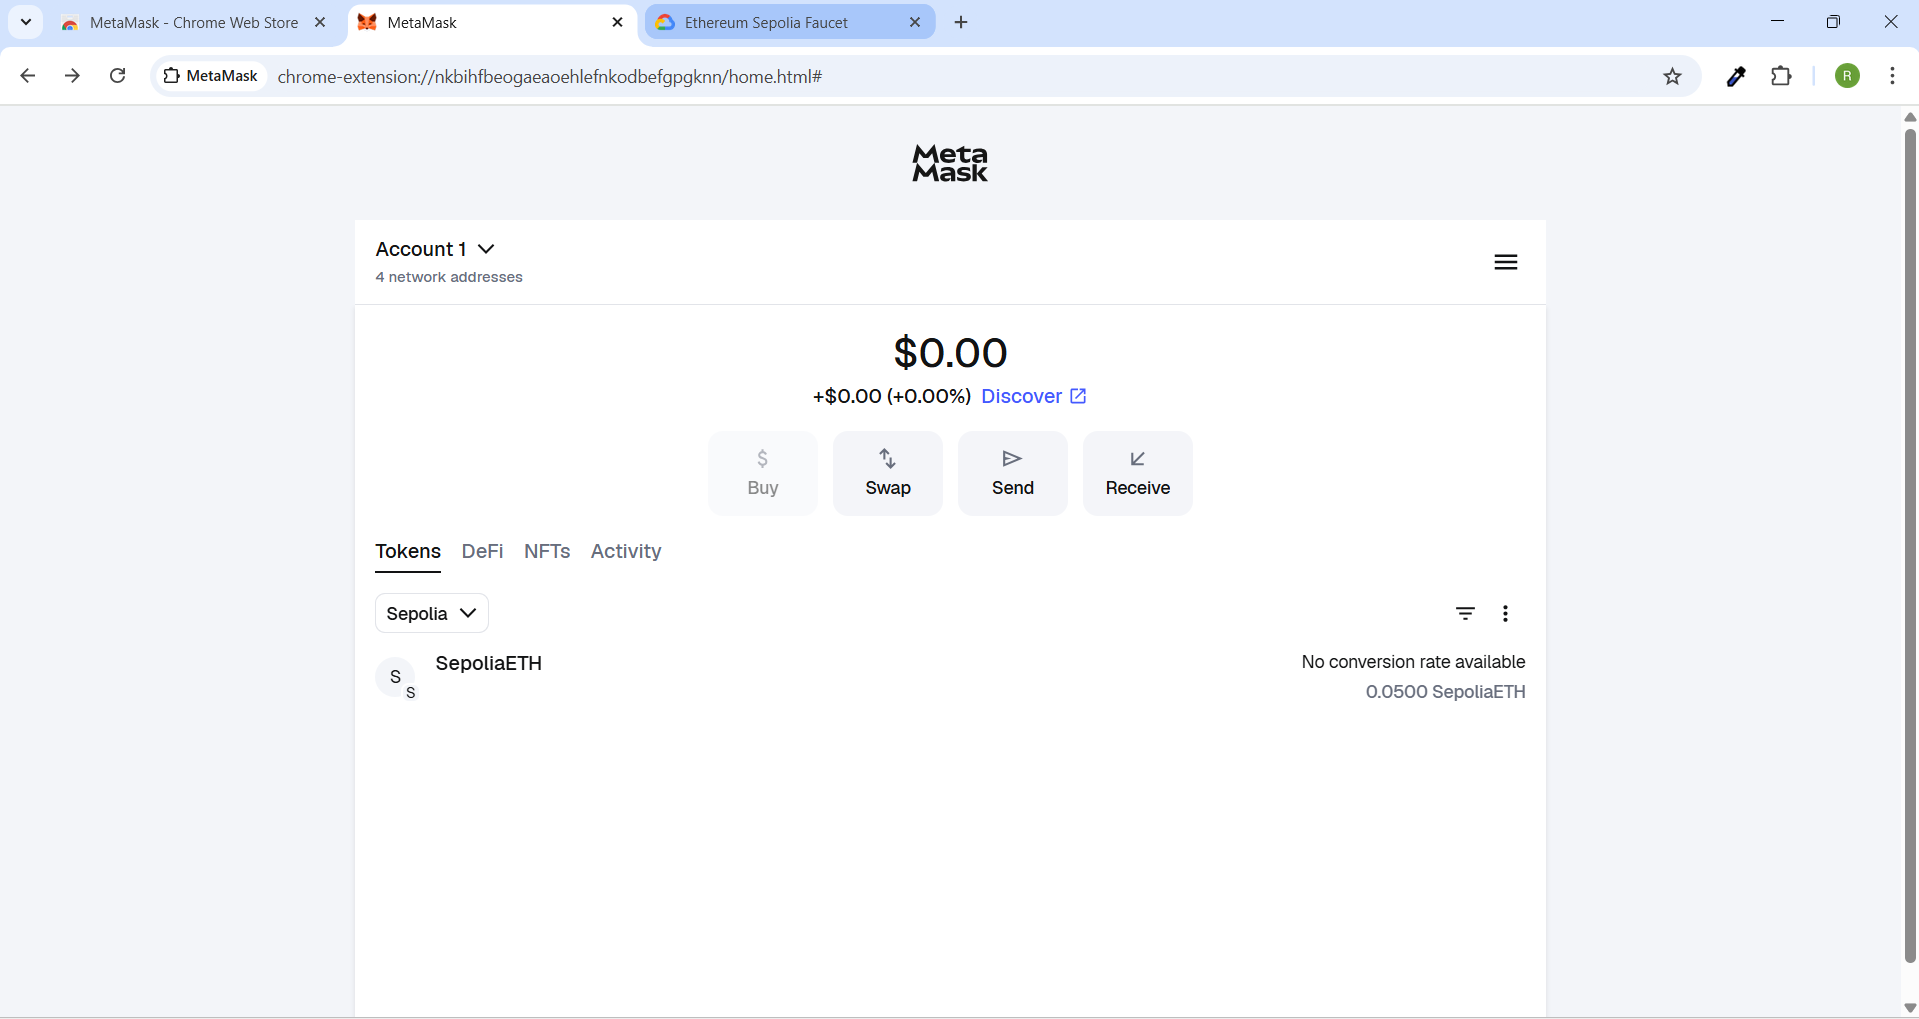 MetaMask - Chrome Web Store
MetaMask
Ethereum Sepolia Faucet
MetaMask
chrome-extension://nkbihfbeogaeaoehlefnkodbefgpgknn/home.html#
R
Meta
Mask
Account 1
4 network addresses
$0.00
+$0.00 (+0.00%) Discover
$
Buy
Swap
Send
Receive
Tokens
DeFi
NFTs
Activity
Sepolia
S
S
SepoliaETH
No conversion rate available
0.0500 SepoliaETH